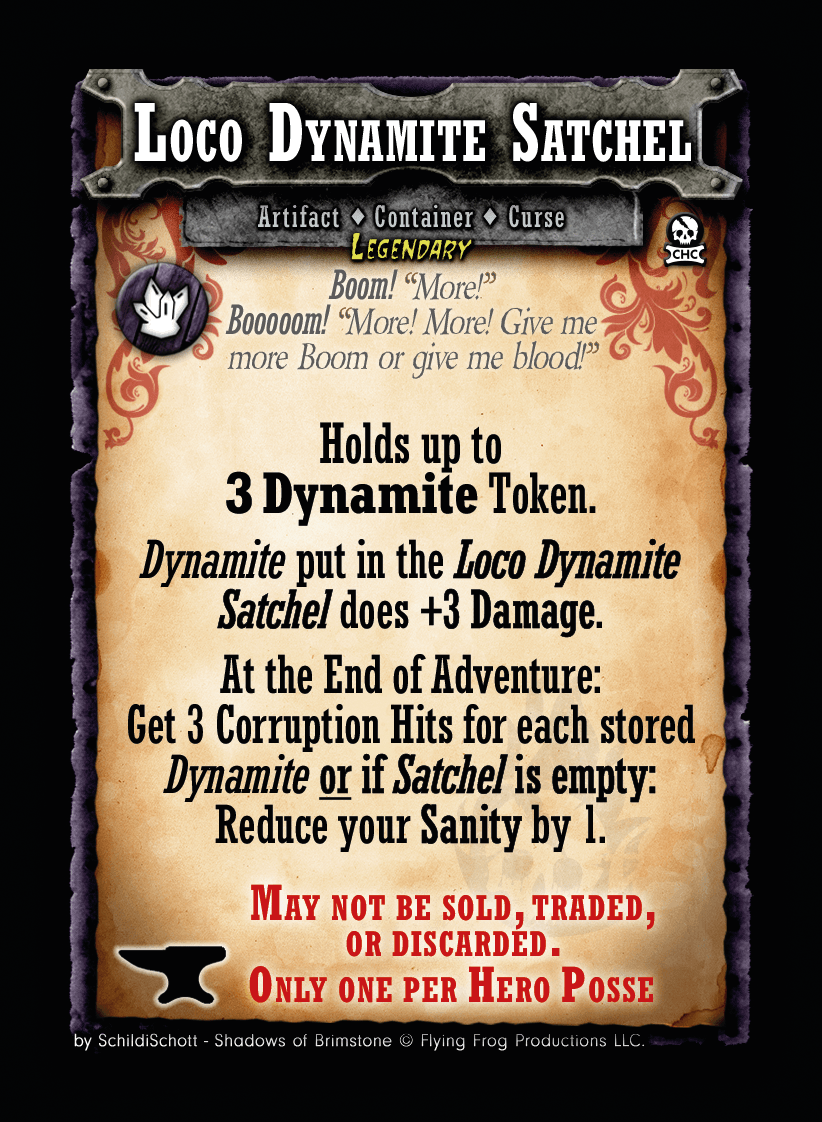 Loco Dynamite Satchel
Artifact ◆ Container ◆ Curse
Legendary
CHC
Boom! “More!”
Booooom! “More! More! Give me
more Boom or give me blood!”
Holds up to
3 Dynamite Token.
Dynamite put in the Loco Dynamite
Satchel does +3 Damage.
At the End of Adventure:
Get 3 Corruption Hits for each stored
Dynamite or if Satchel is empty:
Reduce your Sanity by 1.
May not be sold, traded,
or discarded.
Only one per Hero Posse
by SchildiSchott - Shadows of Brimstone © Flying Frog Productions LLC.